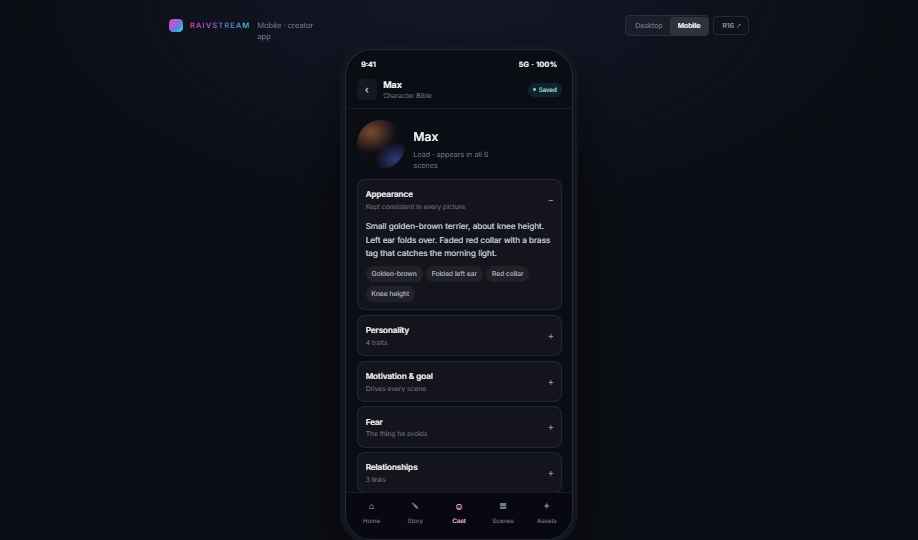 RAIVSTREAM
Mobile · creator
app
Desktop
Mobile
R16 ↗
9:41
5G · 100%
‹
Max
Character Bible
• Saved
Max
Lead · appears in all 6
scenes
Appearance
Kept consistent in every picture
−
Small golden-brown terrier, about knee height.
Left ear folds over. Faded red collar with a brass
tag that catches the morning light.
Golden-brown
Folded left ear
Red collar
Knee height
Personality
4 traits
+
Motivation & goal
Drives every scene
+
Fear
The thing he avoids
+
Relationships
3 links
+
Home
Story
Cast
Scenes
Assets